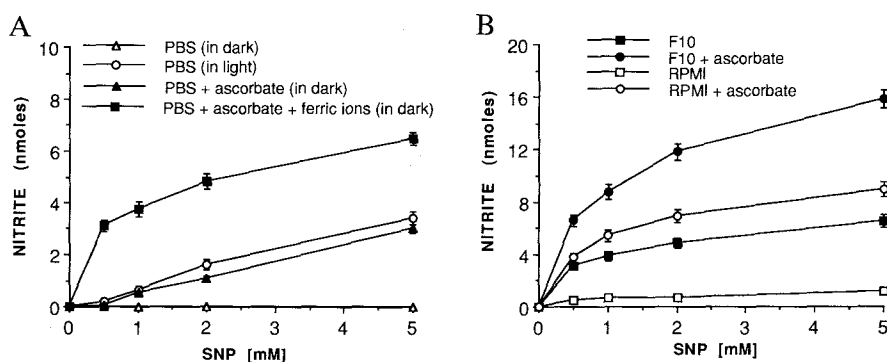 A
PBS (in dark)
PBS (in light)
PBS + ascorbate (in dark)
PBS + ascorbate + ferric ions (in dark)
NITRITE (nmoles)
10
8
6
4
2
0
0 1 2 3 4 5
SNP [mM]
B
F10
F10 + ascorbate
RPMI
RPMI + ascorbate
NITRITE (nmoles)
20
16
12
8
4
0
0 1 2 3 4 5
SNP [mM]